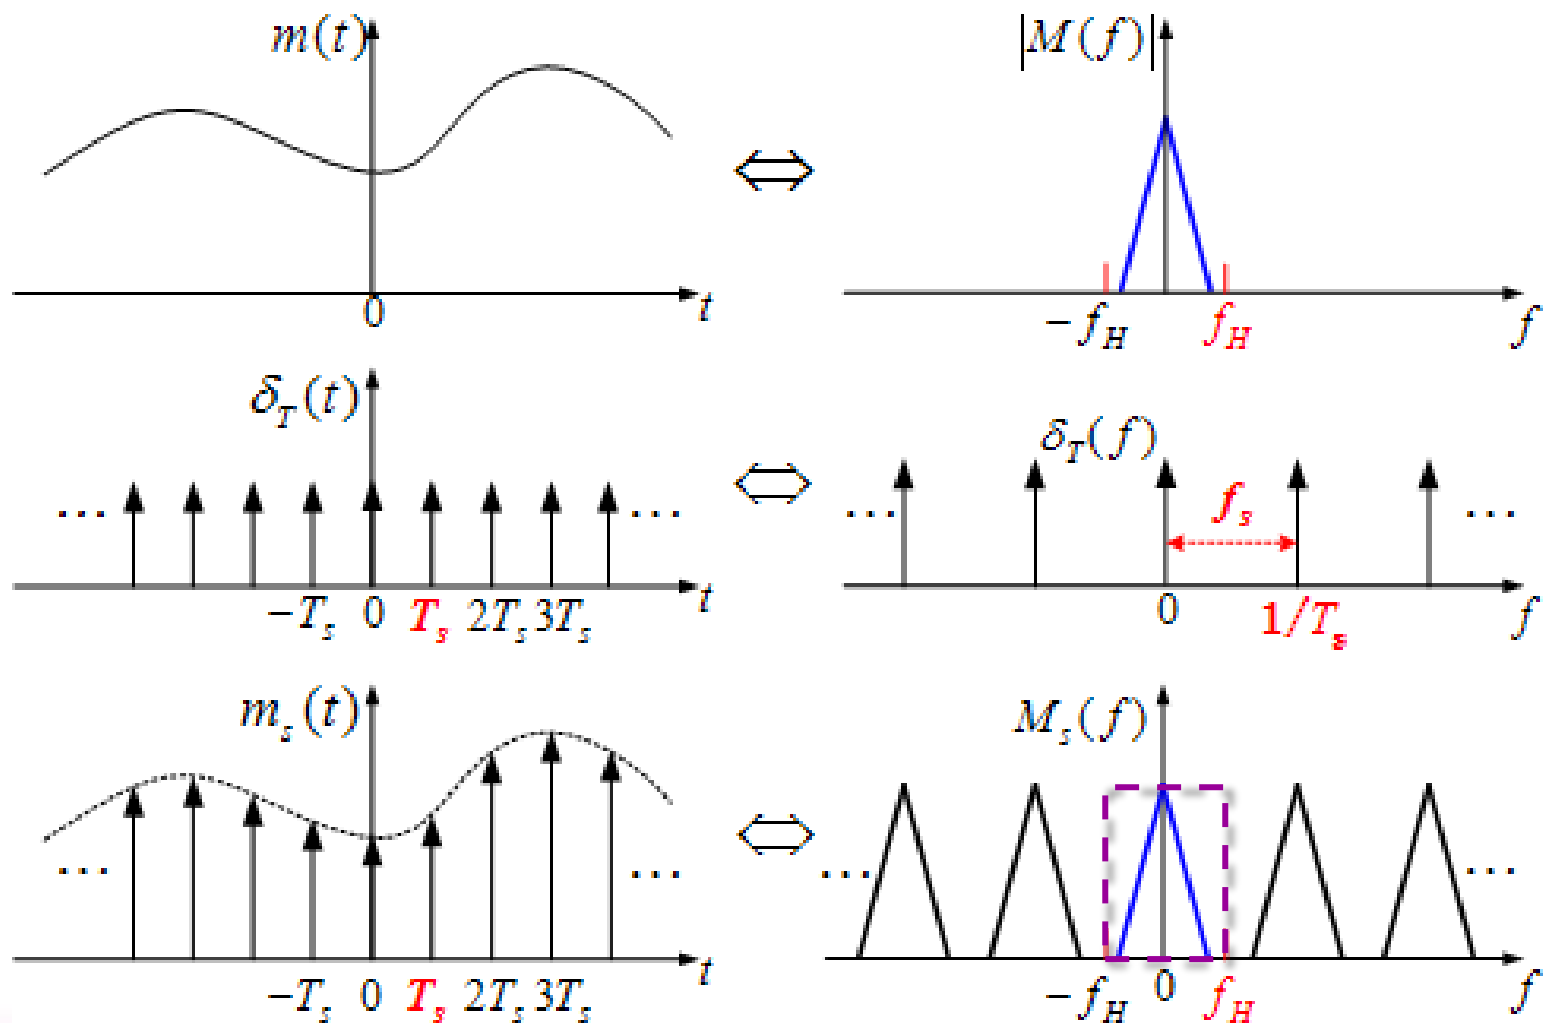 m(t)
|M(f)|
0 t
−f_H f_H f
δ_T(t)
δ_T(f)
... ...
... f_s ...
−T_s 0 T_s 2T_s 3T_s t
0 1/T_s f
m_s(t)
M_s(f)
... ...
... ...
−T_s 0 T_s 2T_s 3T_s t
−f_H 0 f_H f